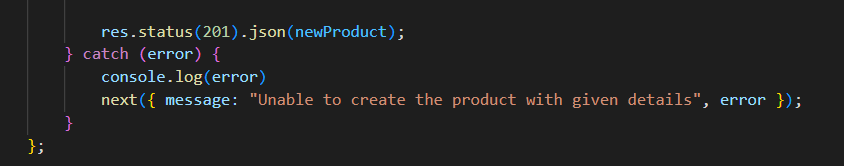 res.status(201).json(newProduct);
} catch (error) {
console.log(error)
next({ message: "Unable to create the product with given details", error });
}
};